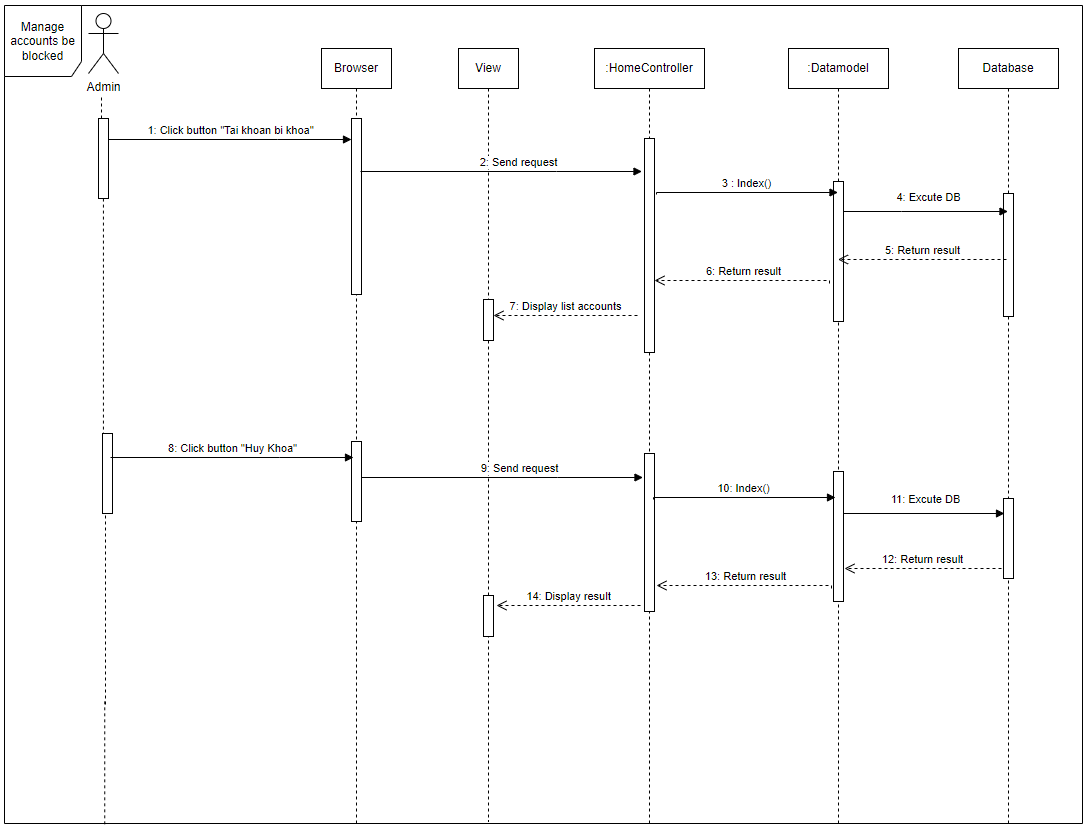 Manage
accounts be
blocked
Admin
Browser
View
:HomeController
:Datamodel
Database
1: Click button "Tai khoan bi khoa"
2: Send request
3 : Index()
4: Excute DB
5: Return result
6: Return result
7: Display list accounts
8: Click button "Huy Khoa"
9: Send request
10: Index()
11: Excute DB
12: Return result
13: Return result
14: Display result